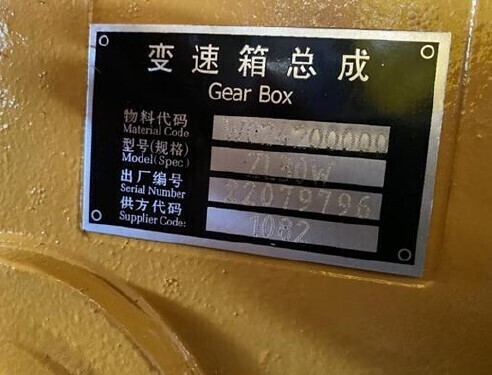 变速箱总成
Gear Box
物料代码
Material Code
型号(规格)
Model(Spec.) ZL30W
出厂编号
Serial Number 22079796
供方代码
Supplier Code: 1082